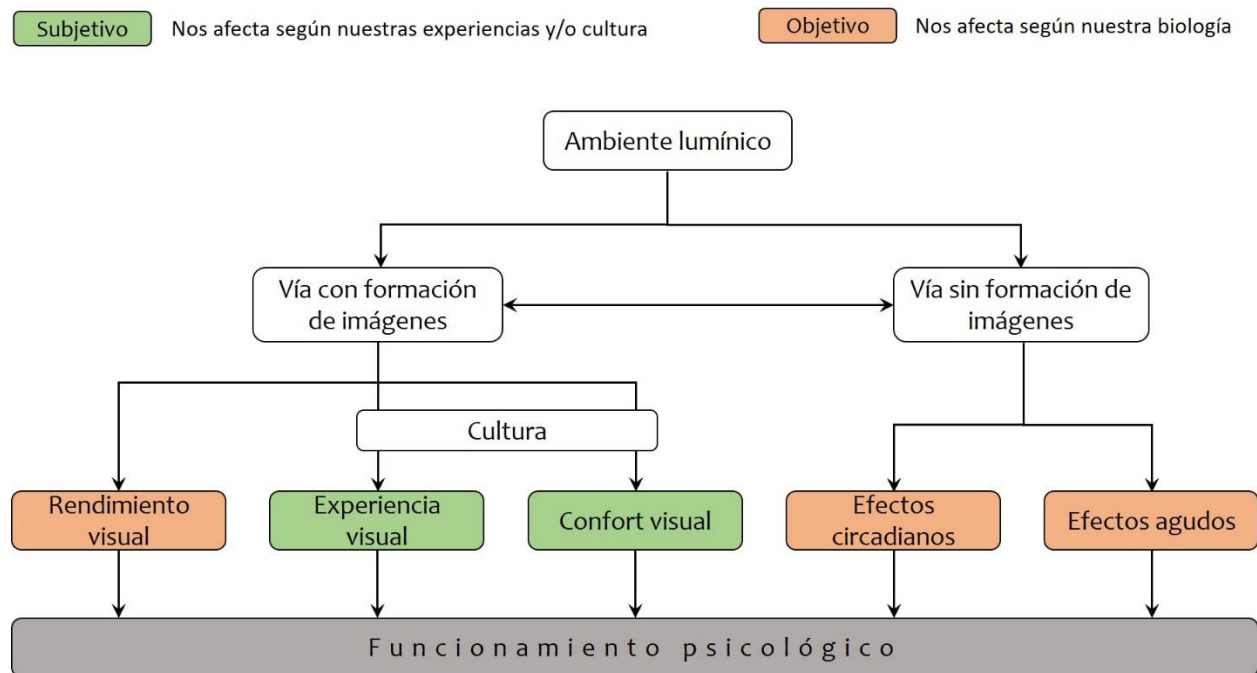 Subjetivo
Nos afecta según nuestras experiencias y/o cultura
Objetivo
Nos afecta según nuestra biología
Ambiente lumínico
Vía con formación
de imágenes
Vía sin formación de
imágenes
Cultura
Rendimiento
visual
Experiencia
visual
Confort visual
Efectos
circadianos
Efectos agudos
Funcionamiento psicológico